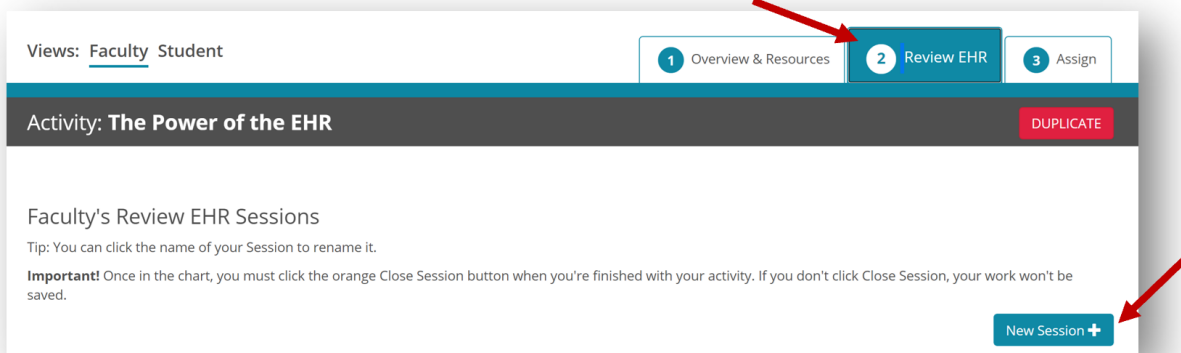 Views: Faculty Student
1 Overview & Resources
2 Review EHR
3 Assign
Activity: The Power of the EHR
DUPLICATE
Faculty's Review EHR Sessions
Tip: You can click the name of your Session to rename it.
Important! Once in the chart, you must click the orange Close Session button when you're finished with your activity. If you don't click Close Session, your work won't be
saved.
New Session +